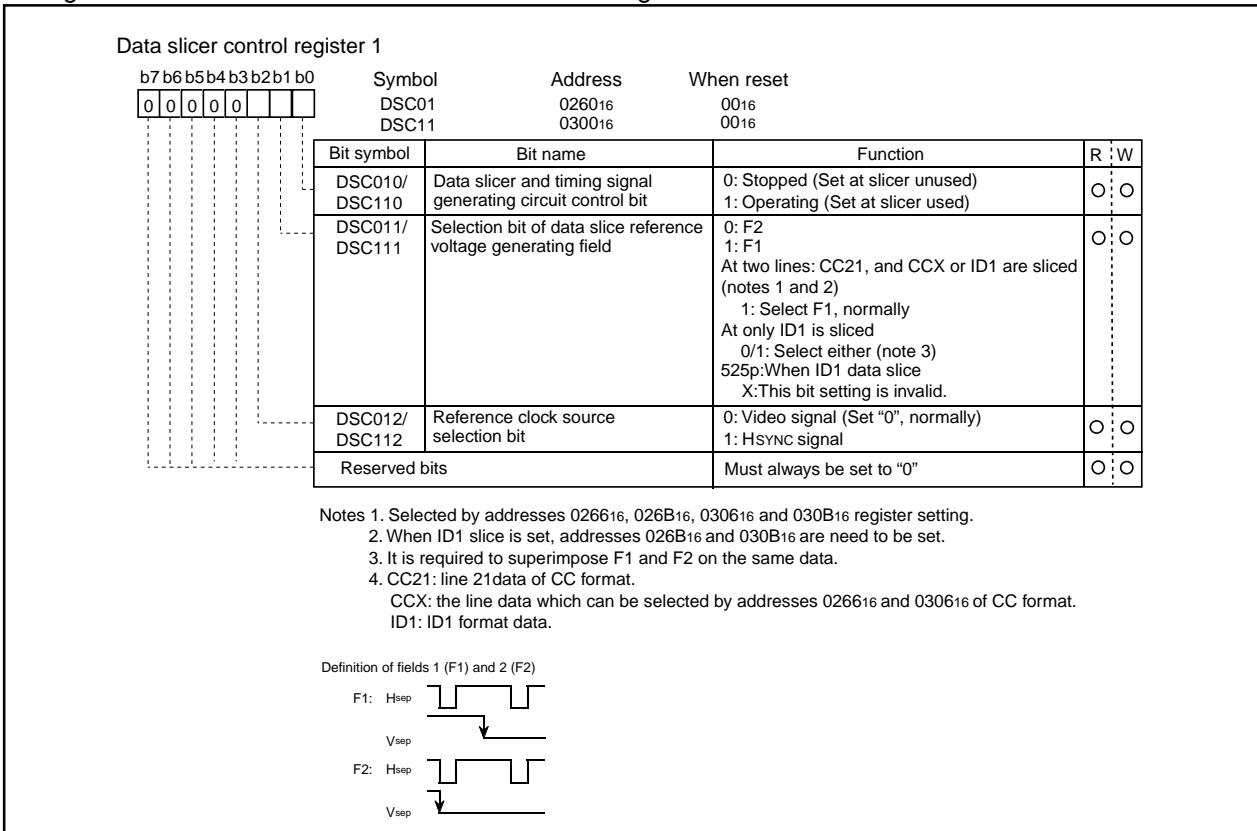 Data slicer control register 1
b7 b6 b5 b4 b3 b2 b1 b0
Symbol Address When reset
0 0 0 0 0
DSC01 026016 0016
DSC11 030016 0016
Bit symbol Bit name Function R W
DSC010/ Data slicer and timing signal 0: Stopped (Set at slicer unused)
DSC110 generating circuit control bit 1: Operating (Set at slicer used)
DSC011/ Selection bit of data slice reference 0: F2
DSC111 voltage generating field 1: F1
At two lines: CC21, and CCX or ID1 are sliced
(notes 1 and 2)
1: Select F1, normally
At only ID1 is sliced
0/1: Select either (note 3)
525p:When ID1 data slice
X:This bit setting is invalid.
DSC012/ Reference clock source 0: Video signal (Set “0”, normally)
DSC112 selection bit 1: HSYNC signal
Reserved bits Must always be set to “0”
Notes 1. Selected by addresses 026616, 026B16, 030616 and 030B16 register setting.
2. When ID1 slice is set, addresses 026B16 and 030B16 are need to be set.
3. It is required to superimpose F1 and F2 on the same data.
4. CC21: line 21data of CC format.
CCX: the line data which can be selected by addresses 026616 and 030616 of CC format.
ID1: ID1 format data.
Definition of fields 1 (F1) and 2 (F2)
F1: Hsep
Vsep
F2: Hsep
Vsep